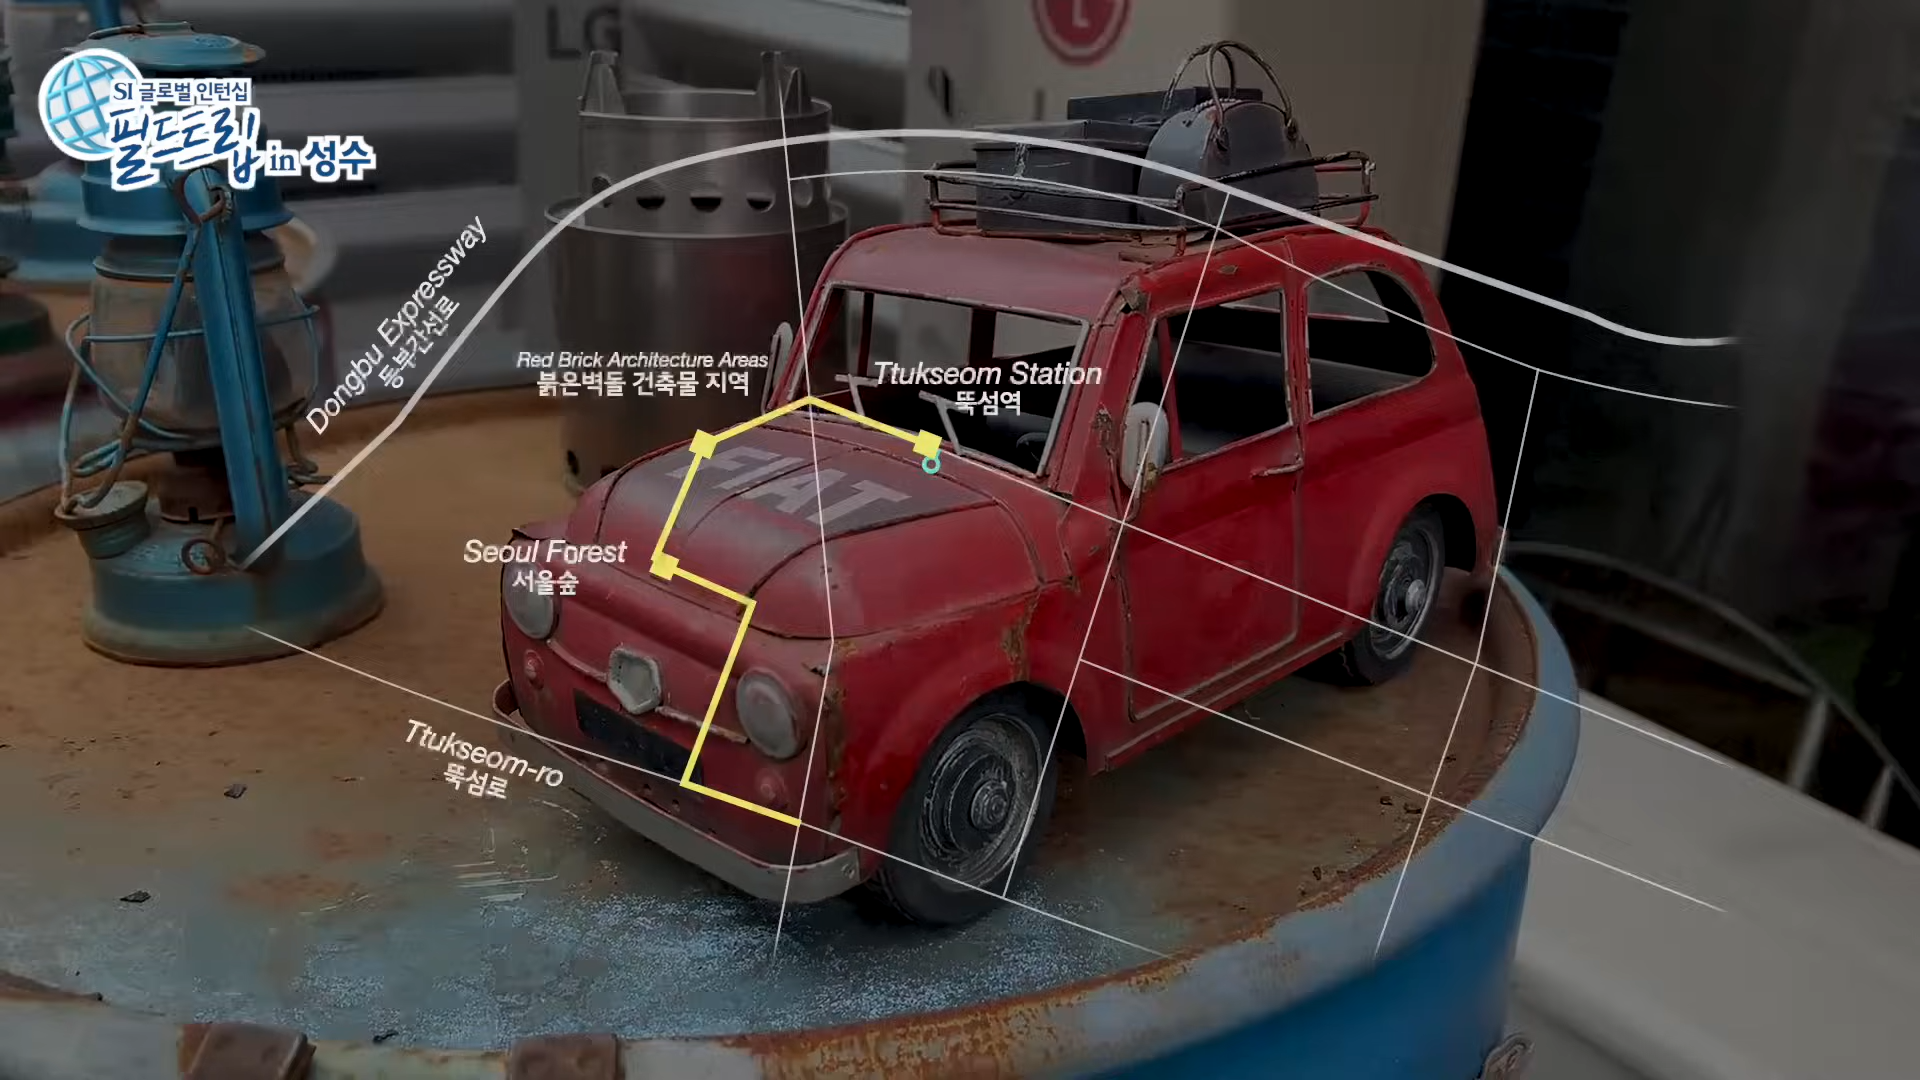 LG
L
SI 글로벌 인턴십
필드트립 in 성수
Dongbu Expressway
동부간선로
Red Brick Architecture Areas
붉은벽돌 건축물 지역
Ttukseom Station
뚝섬역
FIAT
Seoul Forest
서울숲
Ttukseom-ro
뚝섬로